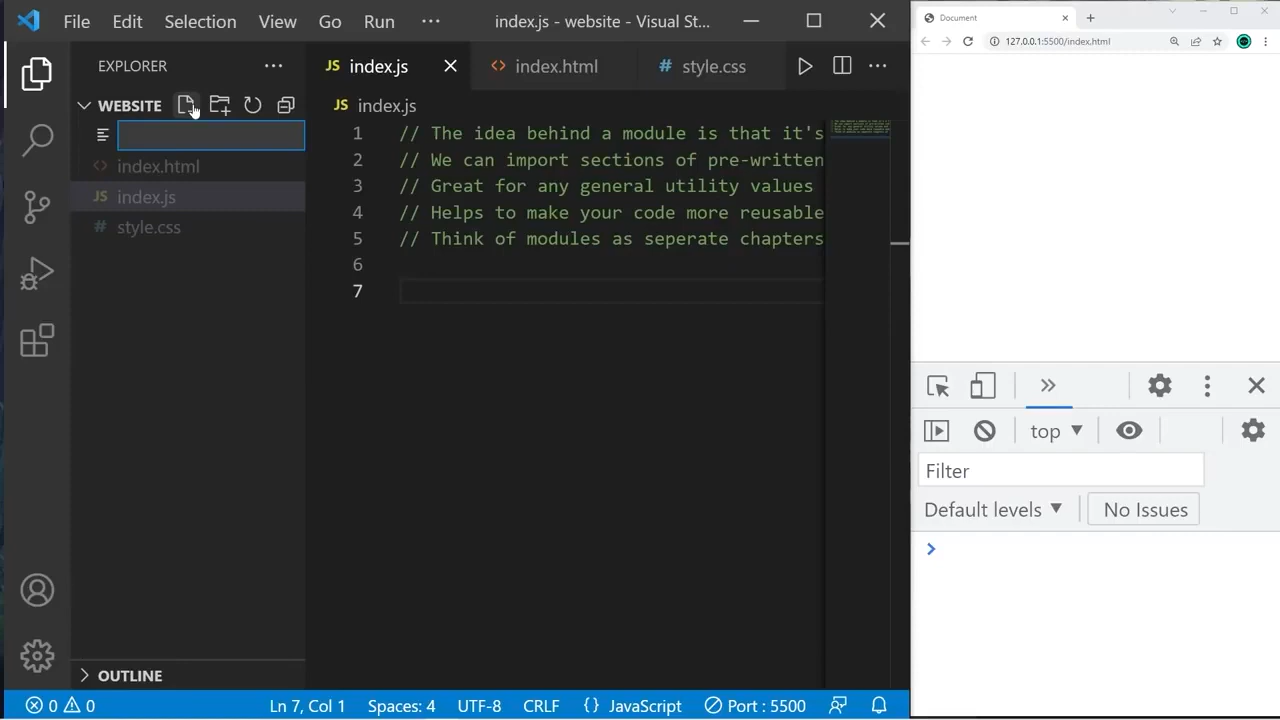 File Edit Selection View Go Run ··· index.js - website - Visual St...
EXPLORER ···
WEBSITE
index.html
JS index.js
# style.css
OUTLINE
JS index.js
<> index.html
# style.css
JS index.js
1 // The idea behind a module is that it's
2 // We can import sections of pre-written
3 // Great for any general utility values
4 // Helps to make your code more reusable
5 // Think of modules as seperate chapters
6
7
0 0 Ln 7, Col 1 Spaces: 4 UTF-8 CRLF {} JavaScript Port : 5500
Document
127.0.0.1:5500/index.html
top
Filter
Default levels No Issues